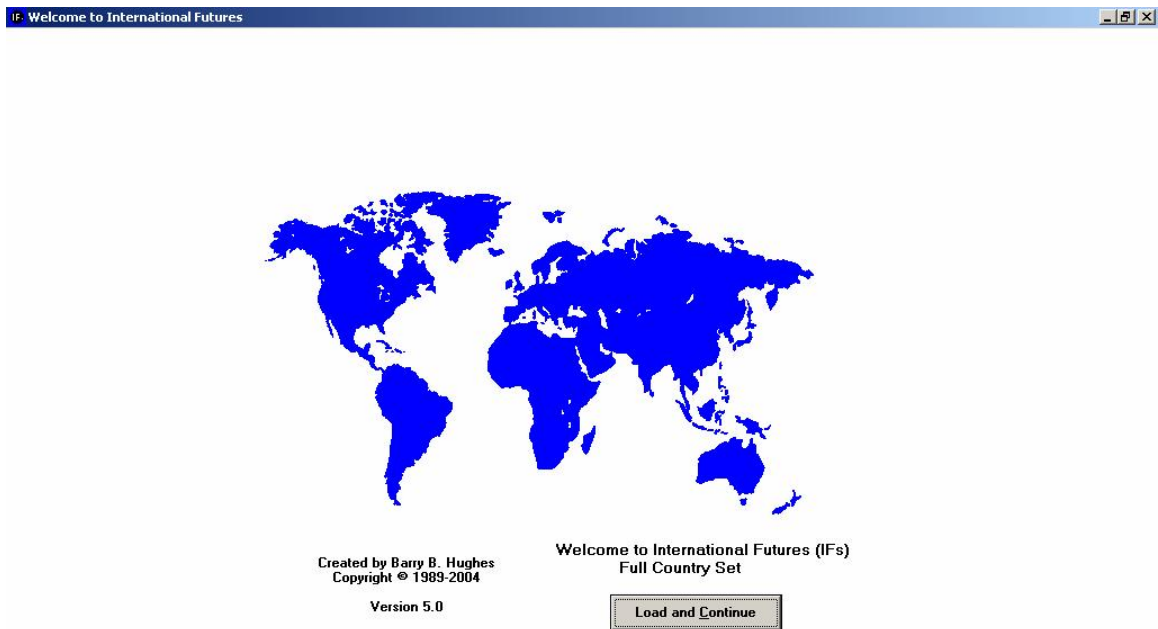 IFs Welcome to International Futures
Created by Barry B. Hughes
Copyright © 1989-2004
Version 5.0
Welcome to International Futures (IFs)
Full Country Set
Load and Continue